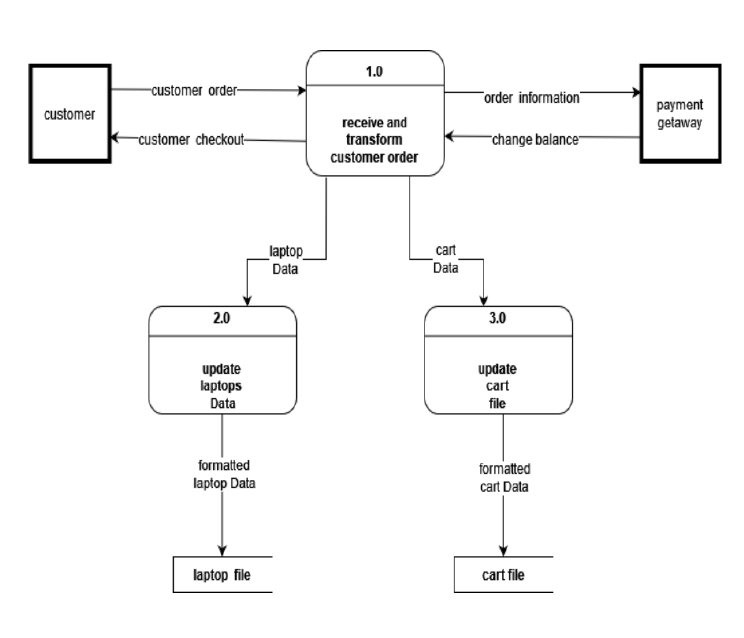 1.0
customer order
order information
customer
payment
getaway
receive and
transform
customer order
customer checkout
change balance
laptop
Data
cart
Data
2.0
3.0
update
laptops
Data
update
cart
file
formatted
laptop Data
formatted
cart Data
laptop file
cart file